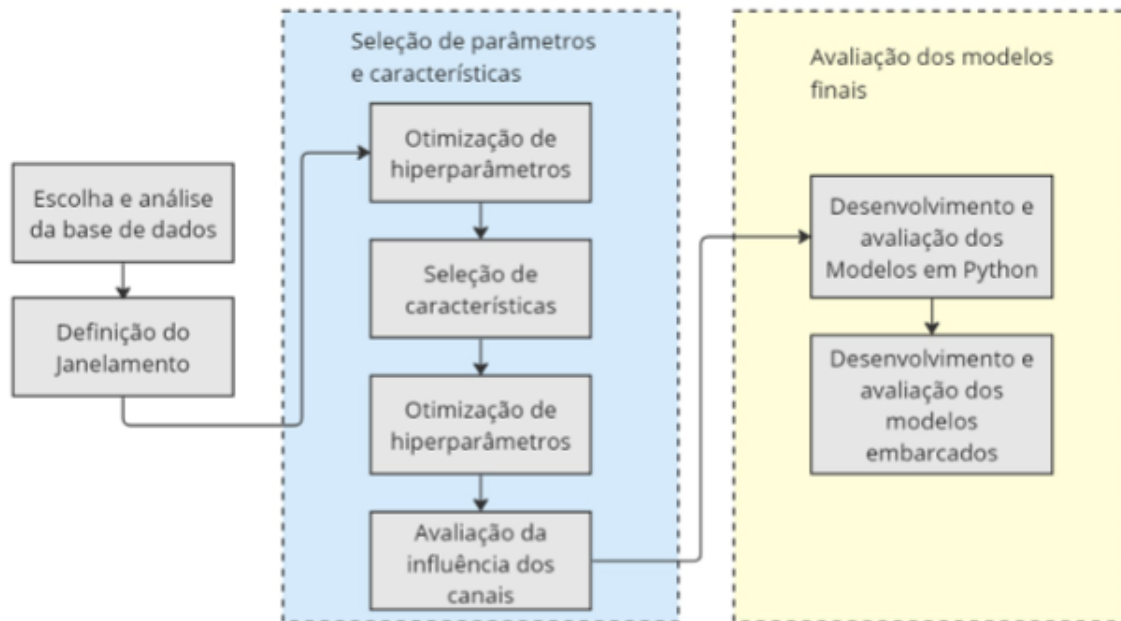 Escolha e análise
da base de dados
Definição do
Janelamento
Seleção de parâmetros
e características
Otimização de
hiperparâmetros
Seleção de
características
Otimização de
hiperparâmetros
Avaliação da
influência dos
canais
Avaliação dos modelos
finais
Desenvolvimento e
avaliação dos
Modelos em Python
Desenvolvimento e
avaliação dos
modelos
embarcados